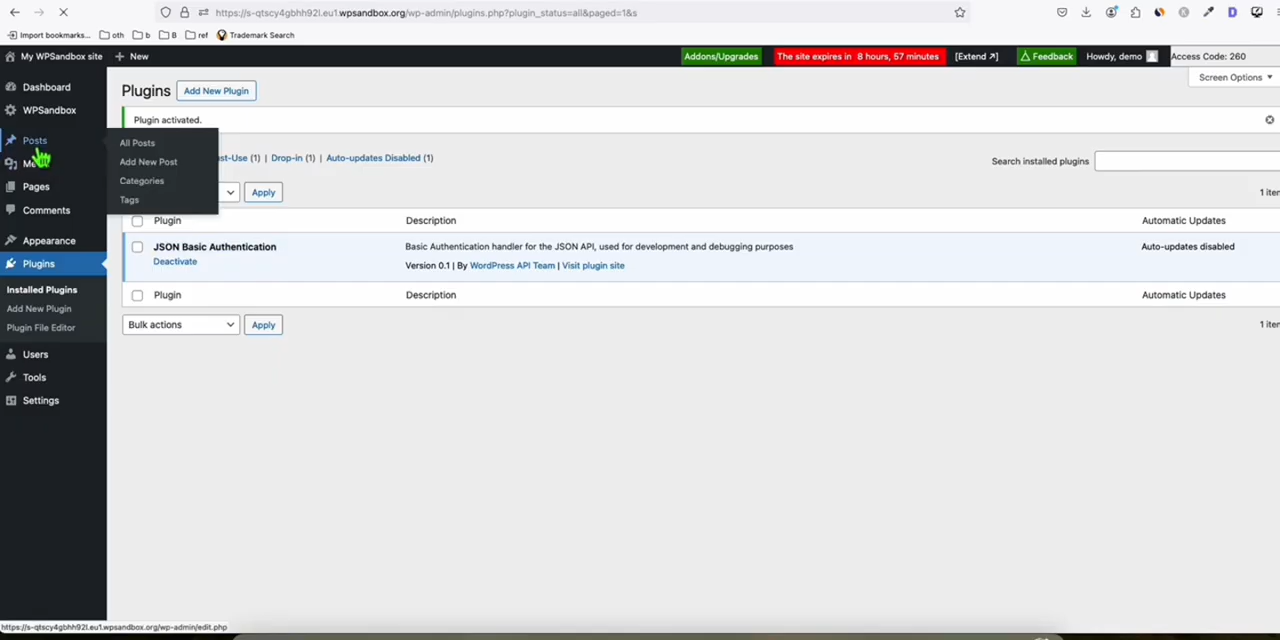 https://s-qtscy4gbhh92l.eu1.wpsandbox.org/wp-admin/plugins.php?plugin_status=all&paged=1&s
Import bookmarks... oth b 8 ref Trademark Search
My WPSandbox site + New Addons/Upgrades The site expires in 8 hours, 57 minutes [Extend ↗] Feedback Howdy, demo Access Code: 260
Screen Options ▼
Dashboard
WPSandbox
Posts
Pages
Comments
Appearance
Plugins
Installed Plugins
Add New Plugin
Plugin File Editor
Users
Tools
Settings
All Posts
Add New Post
Categories
Tags
Plugins Add New Plugin
Plugin activated.
(1) | Drop-in (1) | Auto-updates Disabled (1)
Search installed plugins
Apply
Plugin Description Automatic Updates
JSON Basic Authentication Basic Authentication handler for the JSON API, used for development and debugging purposes Auto-updates disabled
Deactivate Version 0.1 | By WordPress API Team | Visit plugin site
Plugin Description Automatic Updates
Bulk actions Apply
https://s-qtscy4gbhh92l.eu1.wpsandbox.org/wp-admin/edit.php